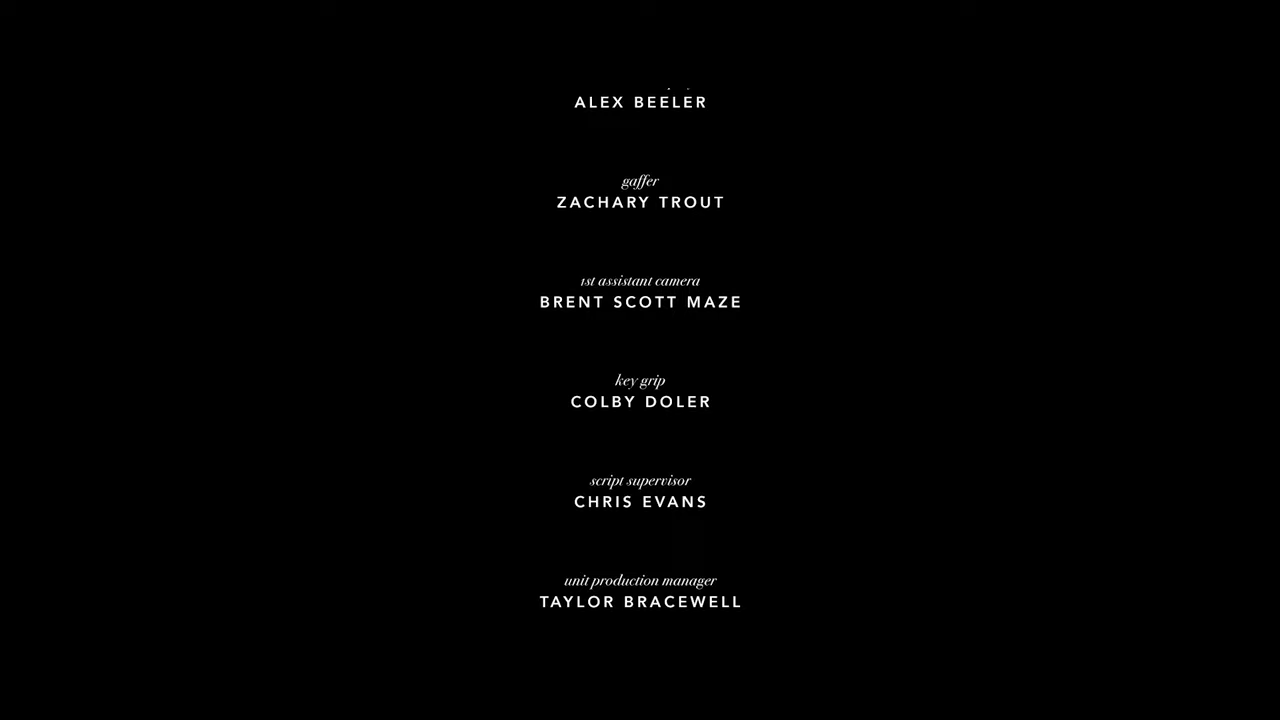 ALEX BEELER
gaffer
ZACHARY TROUT
1st assistant camera
BRENT SCOTT MAZE
key grip
COLBY DOLER
script supervisor
CHRIS EVANS
unit production manager
TAYLOR BRACEWELL